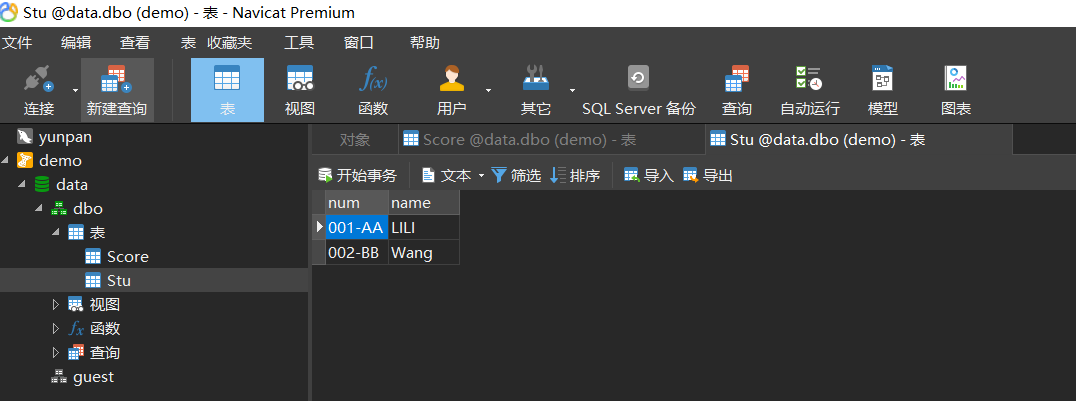 Stu @data.dbo (demo) - 表 - Navicat Premium
文件 编辑 查看 表 收藏夹 工具 窗口 帮助
连接 新建查询 表 视图 函数 用户 其它 SQL Server 备份 查询 自动运行 模型 图表
yunpan
demo
data
dbo
表
Score
Stu
视图
函数
查询
guest
对象 Score @data.dbo (demo) - 表 Stu @data.dbo (demo) - 表
开始事务 文本 筛选 排序 导入 导出
num name
001-AA LILI
002-BB Wang